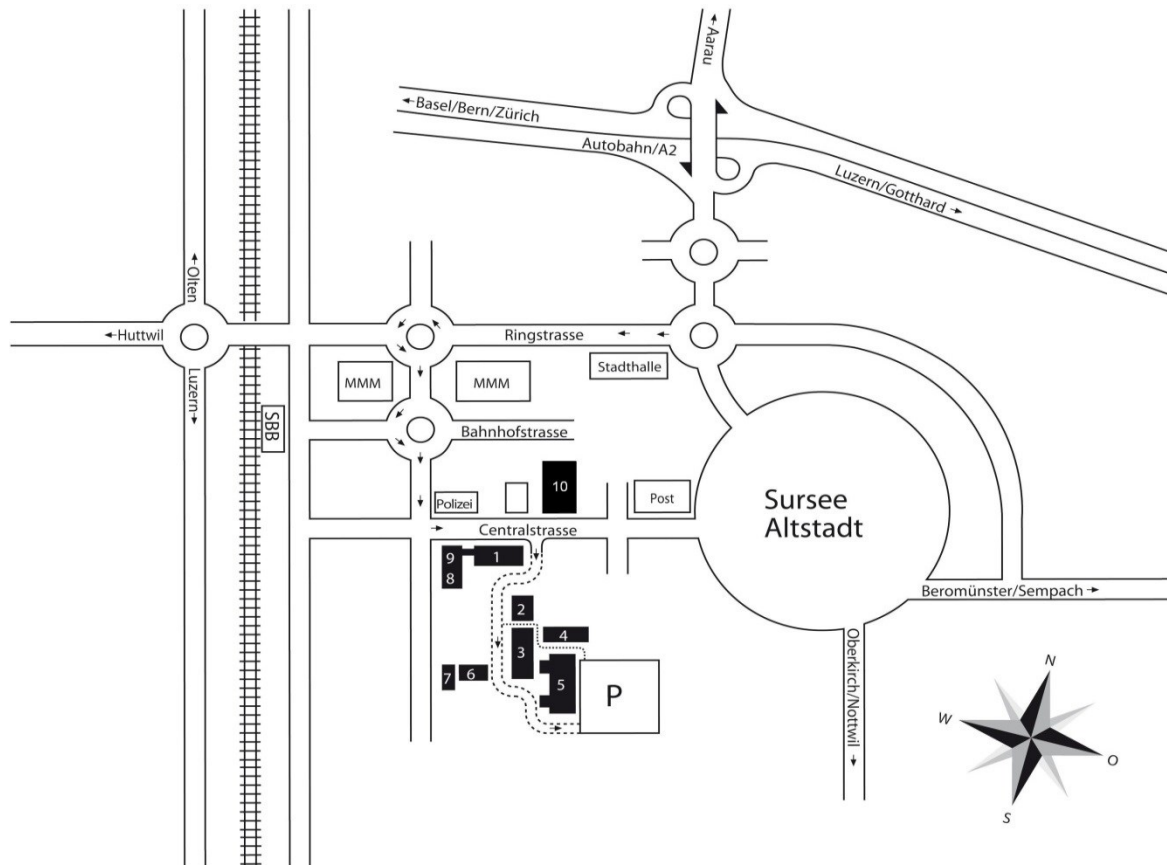 Aarau
Basel/Bern/Zürich
Autobahn/A2
Luzern/Gotthard
Olten
Huttwil
Ringstrasse
Luzern
MMM
MMM
Stadthalle
SBB
Bahnhofstrasse
10
Polizei
Post
Sursee
Altstadt
Centralstrasse
9
1
8
Beromünster/Sempach
2
3
4
Oberkirch/Nottwil
7
6
5
P
N
W
O
S